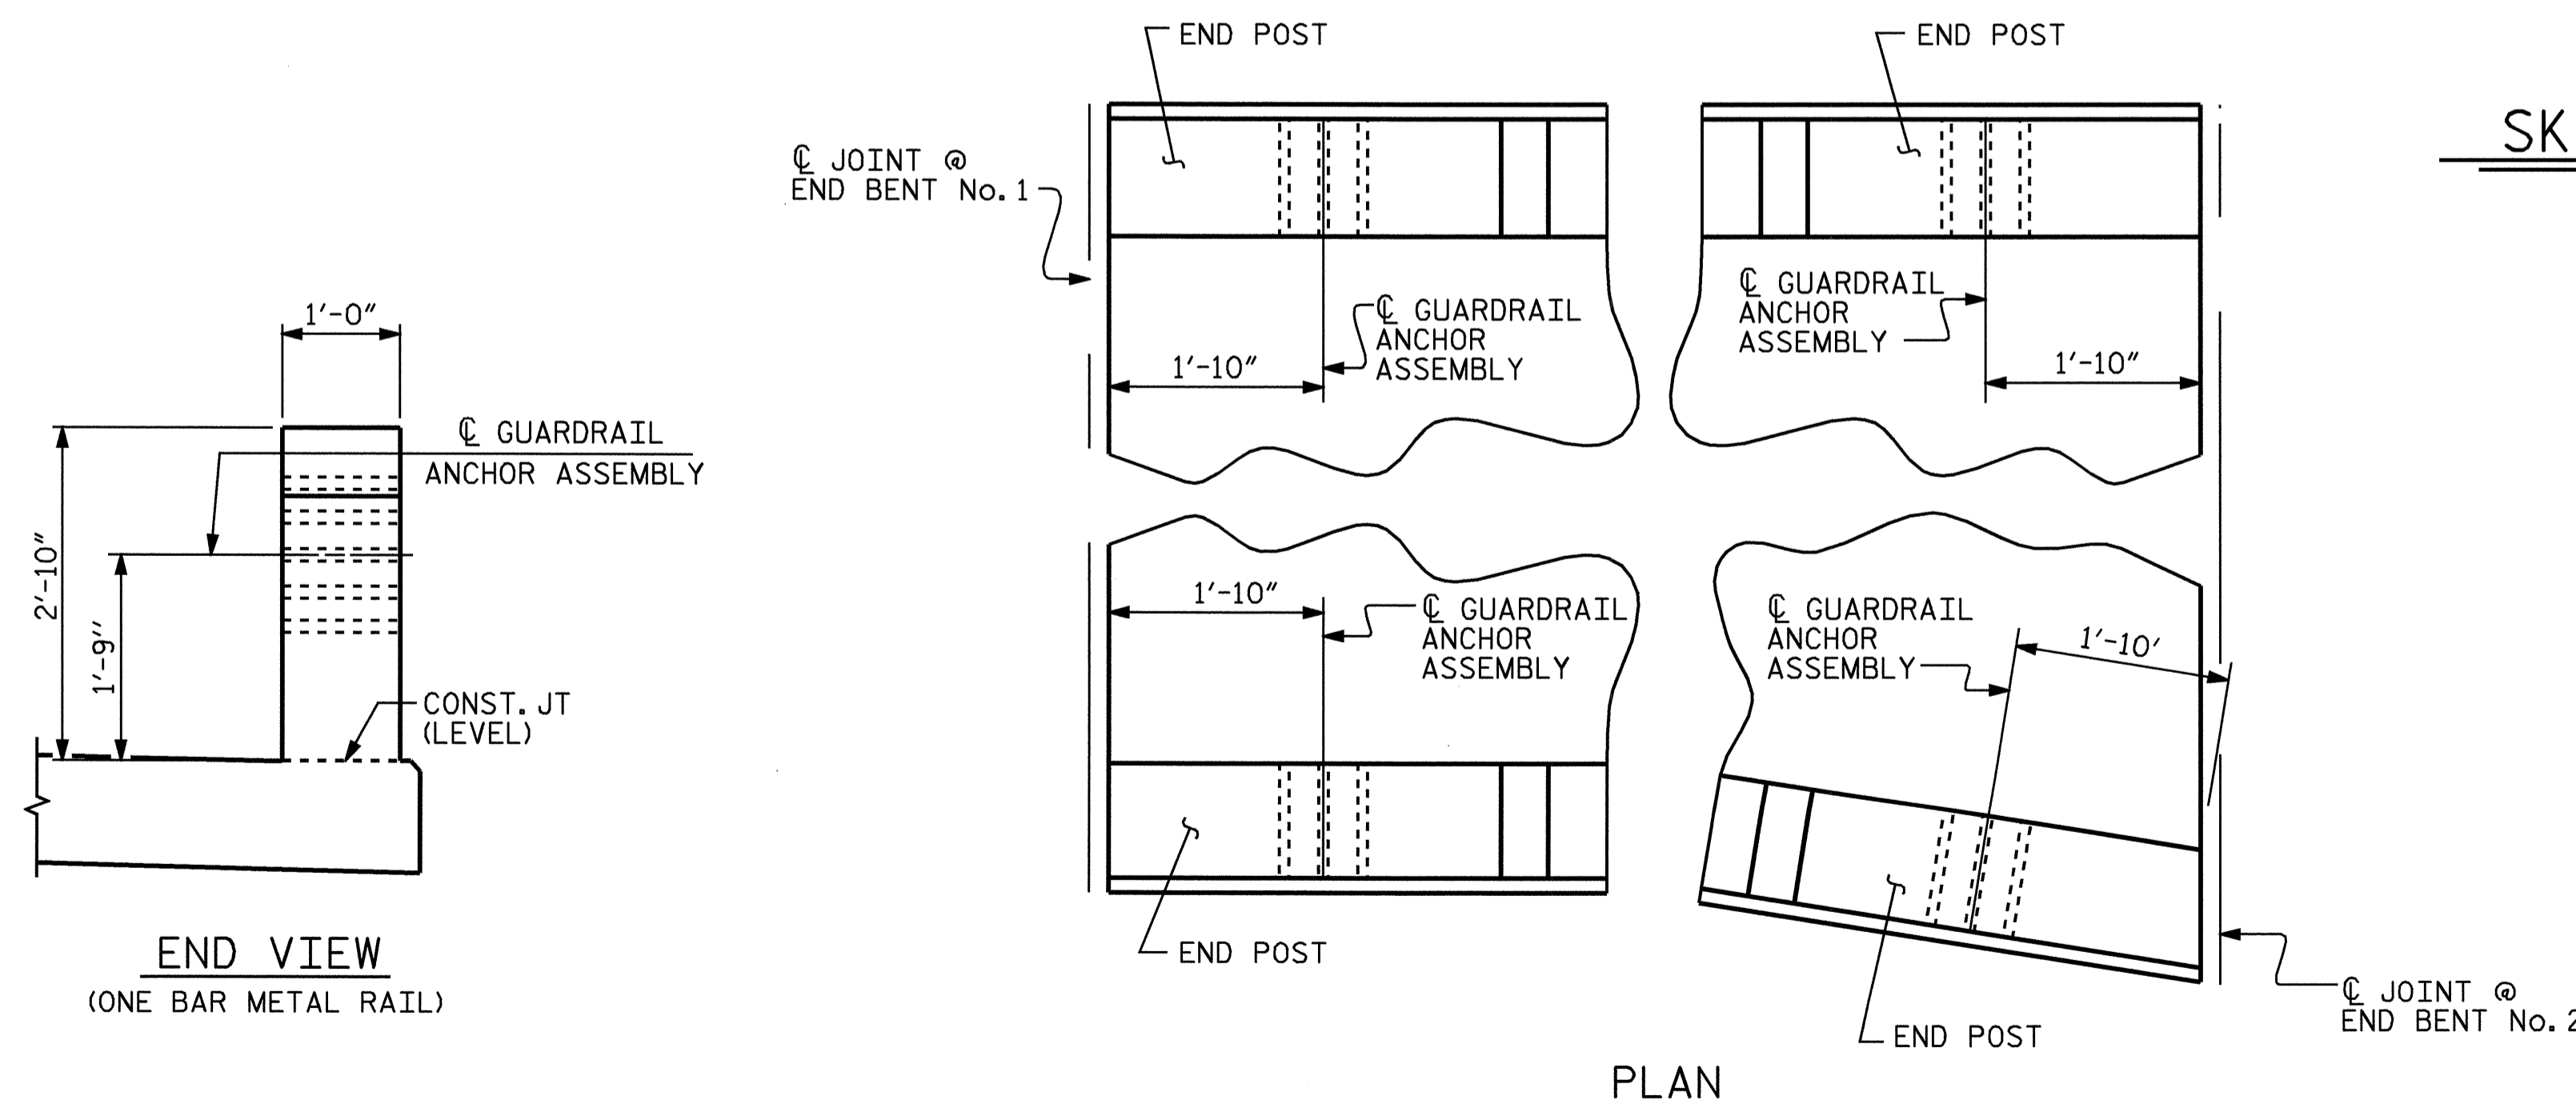 END POST
END POST
SK
℄ JOINT @
END BENT No. 1
℄ GUARDRAIL
ANCHOR
ASSEMBLY
1'-10"
℄ GUARDRAIL
ANCHOR
ASSEMBLY
1'-10"
1'-0"
℄ GUARDRAIL
ANCHOR ASSEMBLY
2'-10"
1'-9''
CONST. JT
(LEVEL)
END VIEW
(ONE BAR METAL RAIL)
1'-10"
℄ GUARDRAIL
ANCHOR
ASSEMBLY
END POST
℄ GUARDRAIL
ANCHOR
ASSEMBLY
1'-10'
END POST
℄ JOINT @
END BENT No. 2
PLAN